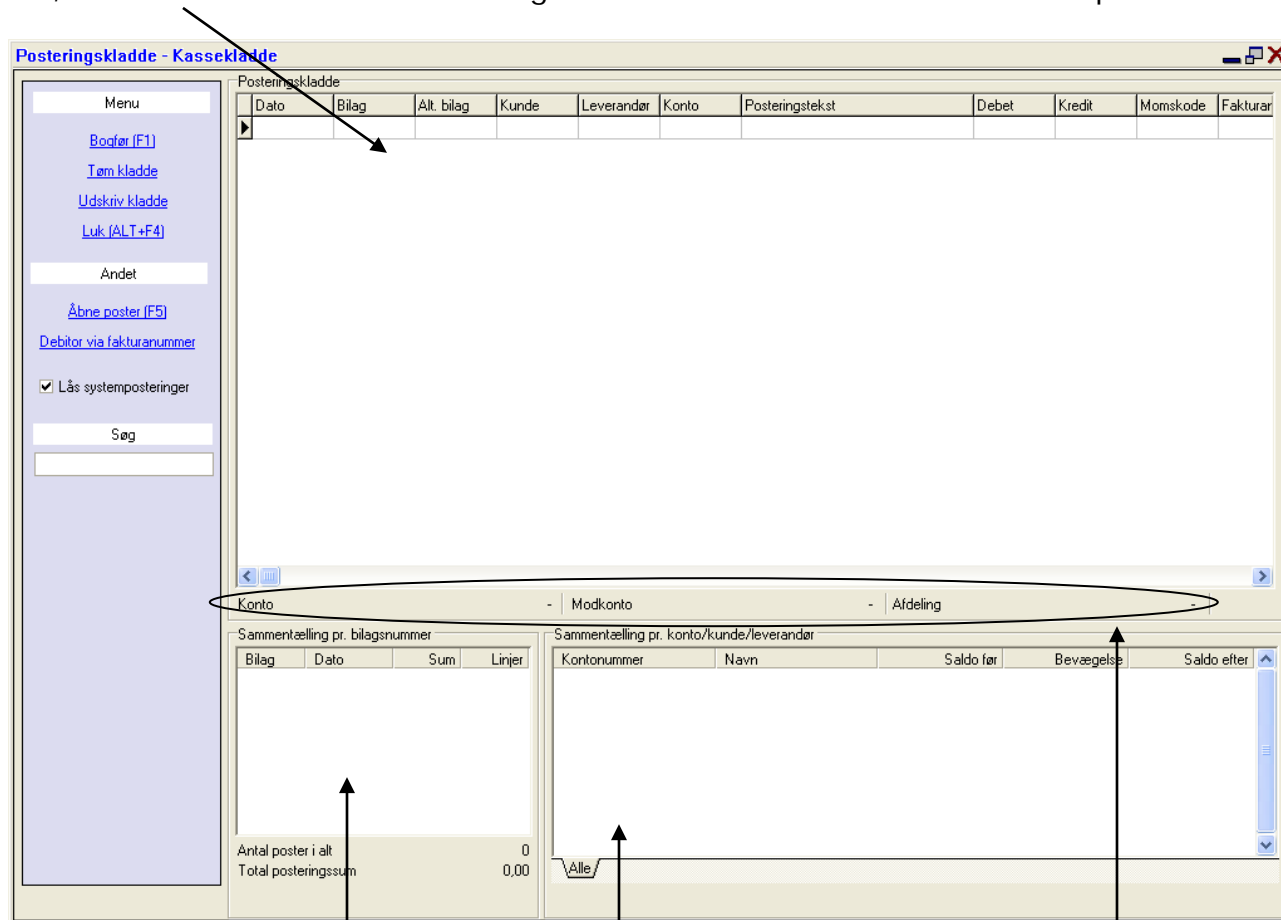 Posteringskladde - Kassekladde
Menu
Bogfør (F1)
Tøm kladde
Udskriv kladde
Luk (ALT+F4)
Andet
Åbne poster (F5)
Debitor via fakturanummer
Lås systemposteringer
Søg
Posteringskladde
Dato Bilag Alt. bilag Kunde Leverandør Konto Posteringstekst Debet Kredit Momskode Fakturan
Konto - Modkonto - Afdeling -
Sammentælling pr. bilagsnummer
Bilag Dato Sum Linjer
Antal poster i alt 0
Total posteringssum 0,00
Sammentælling pr. konto/kunde/leverandør
Kontonummer Navn Saldo før Bevægelse Saldo efter
Alle